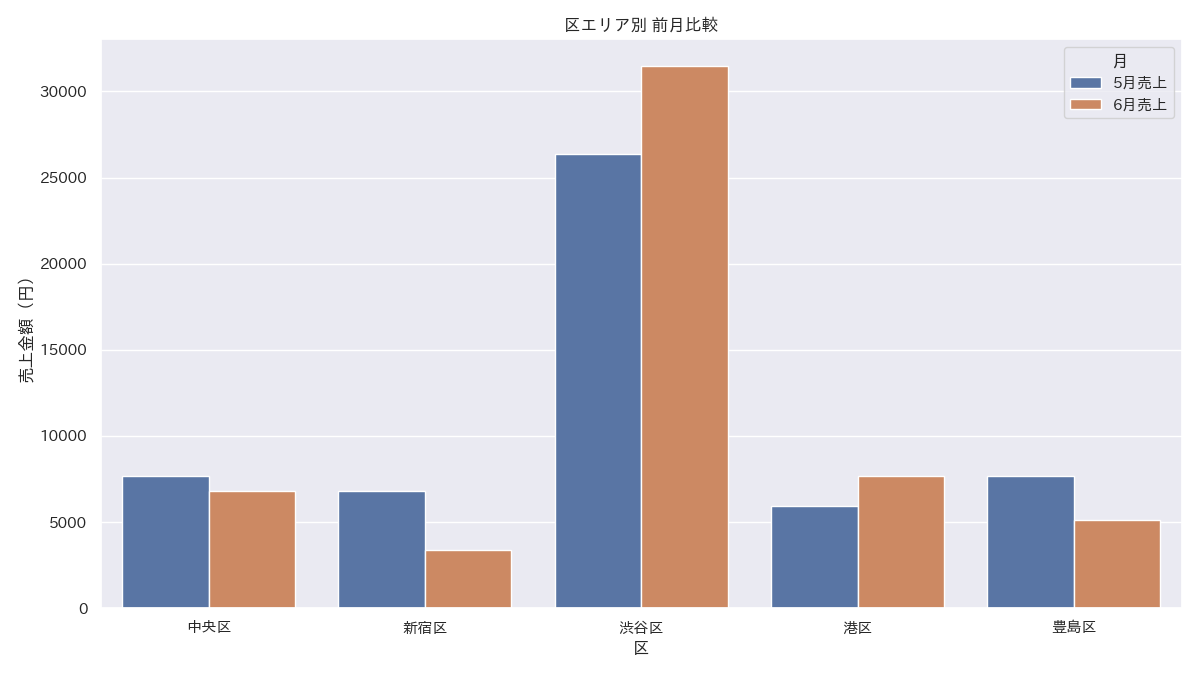 区エリア別 前月比較
月
5月売上
6月売上
売上金額（円）
30000
25000
20000
15000
10000
5000
0
中央区
新宿区
渋谷区
港区
豊島区
区